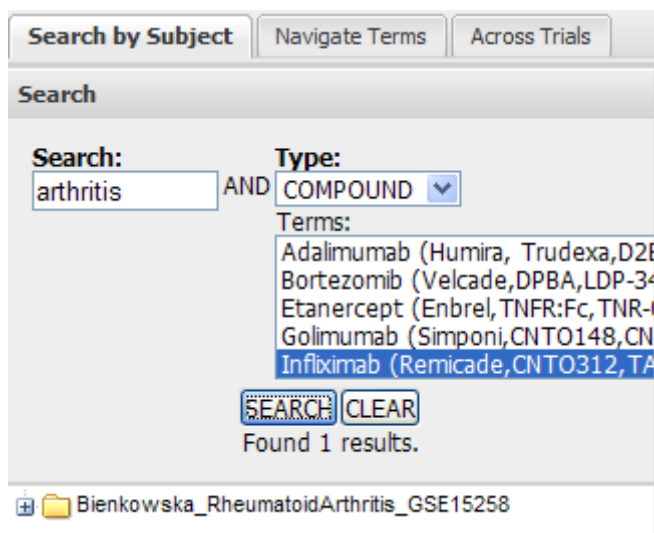 Search by Subject Navigate Terms Across Trials
Search
Search: Type:
arthritis AND COMPOUND
Terms:
Adalimumab (Humira, Trudexa,D2E
Bortezomib (Velcade,DPBA,LDP-34
Etanercept (Enbrel,TNFR:Fc,TNR-
Golimumab (Simponi,CNTO148,CN
Infliximab (Remicade,CNTO312,TA
SEARCH CLEAR
Found 1 results.
Bienkowska_RheumatoidArthritis_GSE15258